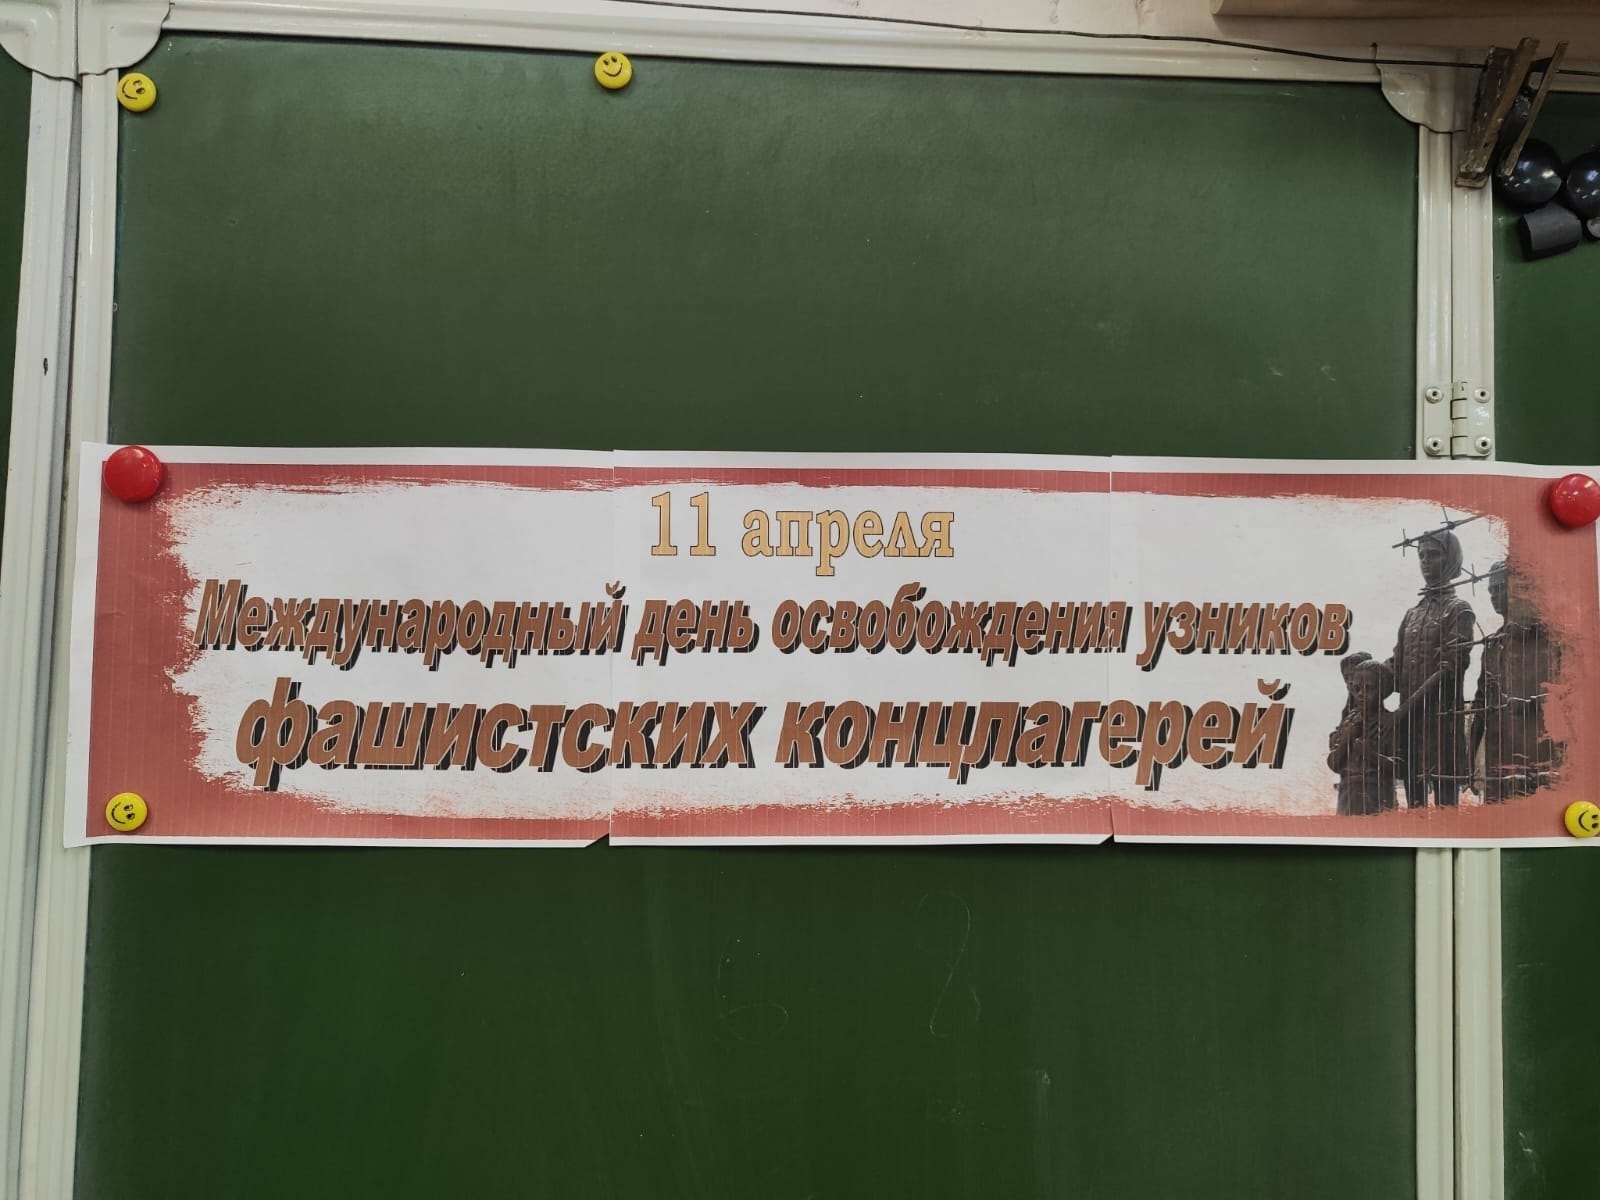 11 апреля
Международный день освобождения узников
фашистских концлагерей